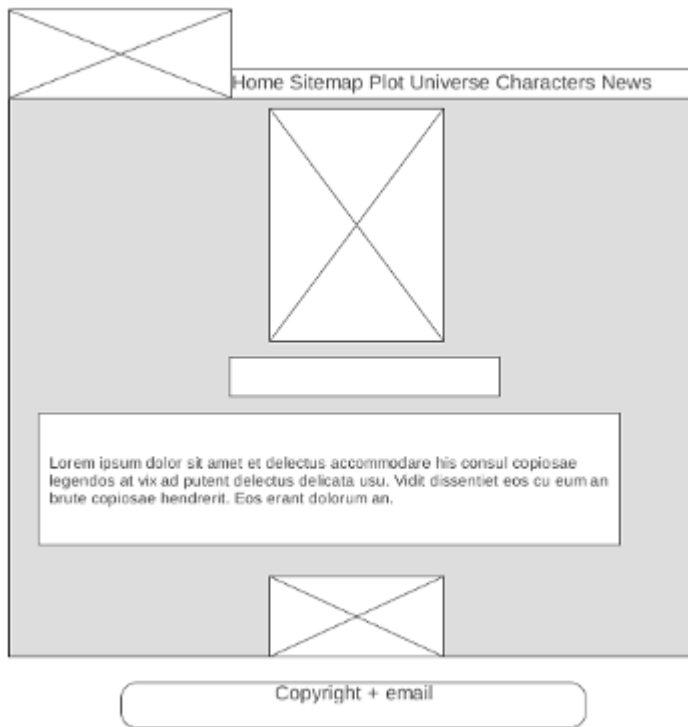 Home Sitemap Plot Universe Characters News
Lorem ipsum dolor sit amet et delectus accommodare his consul copiosae
legendos at vix ad putent delectus delicata usu. Vidit dissentiet eos cu eum an
brute copiosae hendrerit. Eos erant dolorum an.
Copyright + email